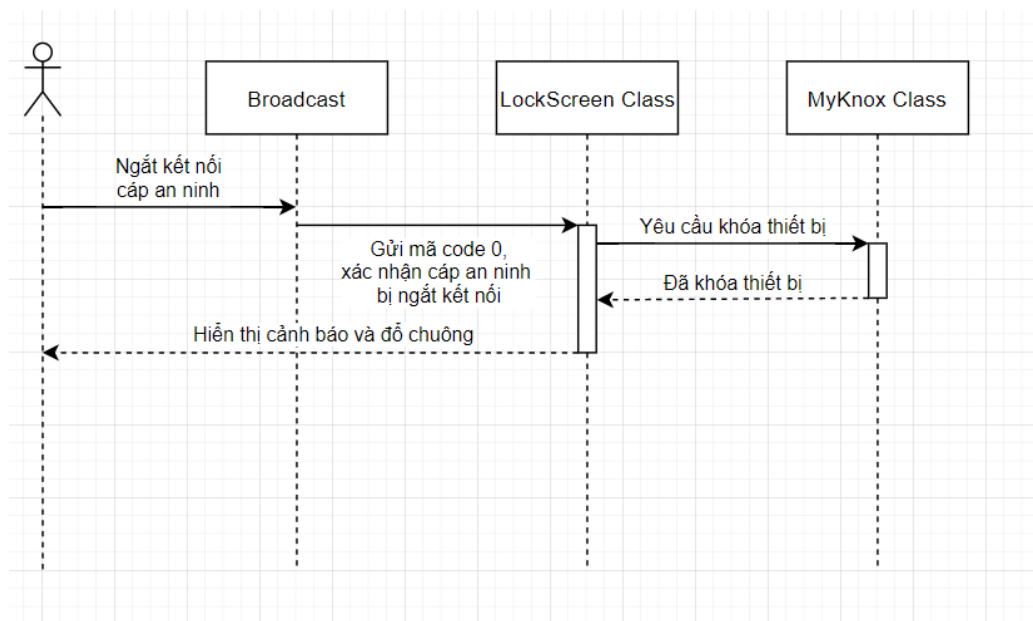 Broadcast
LockScreen Class
MyKnox Class
Ngắt kết nối
cáp an ninh
Gửi mã code 0,
xác nhận cáp an ninh
bị ngắt kết nối
Yêu cầu khóa thiết bị
Đã khóa thiết bị
Hiển thị cảnh báo và đổ chuông